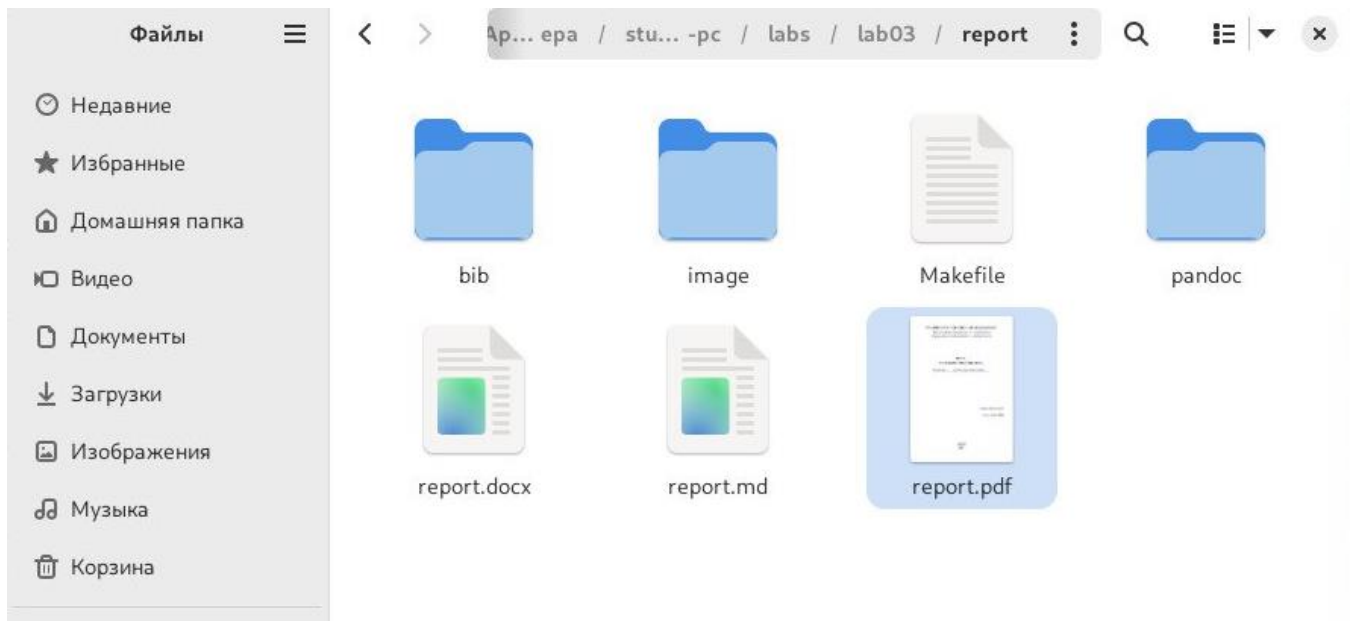 Файлы
Ap... epa / stu... -pc / labs / lab03 / report
Недавние
Избранные
Домашняя папка
Видео
Документы
Загрузки
Изображения
Музыка
Корзина
bib image Makefile pandoc
report.docx report.md report.pdf